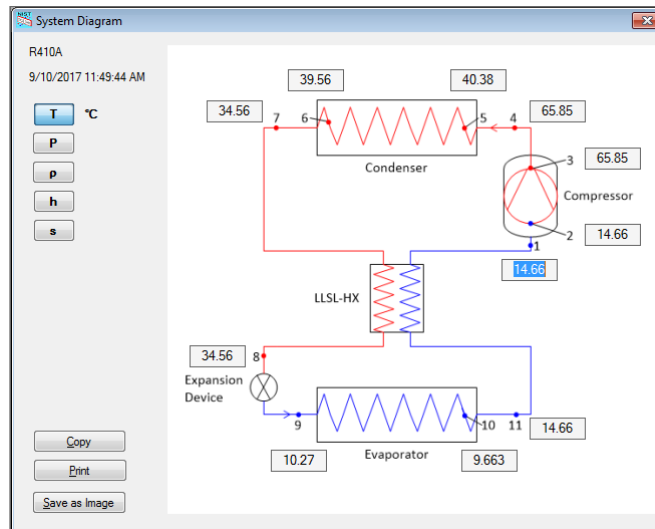 NIST System Diagram
R410A
9/10/2017 11:49:44 AM
T °C
P
ρ
h
s
39.56 40.38
34.56 7 6 5 4 65.85
Condenser
3 65.85
Compressor
2 14.66
1
14.66
LLSL-HX
34.56 8
Expansion
Device
9 10 11 14.66
10.27 Evaporator 9.663
Copy
Print
Save as Image